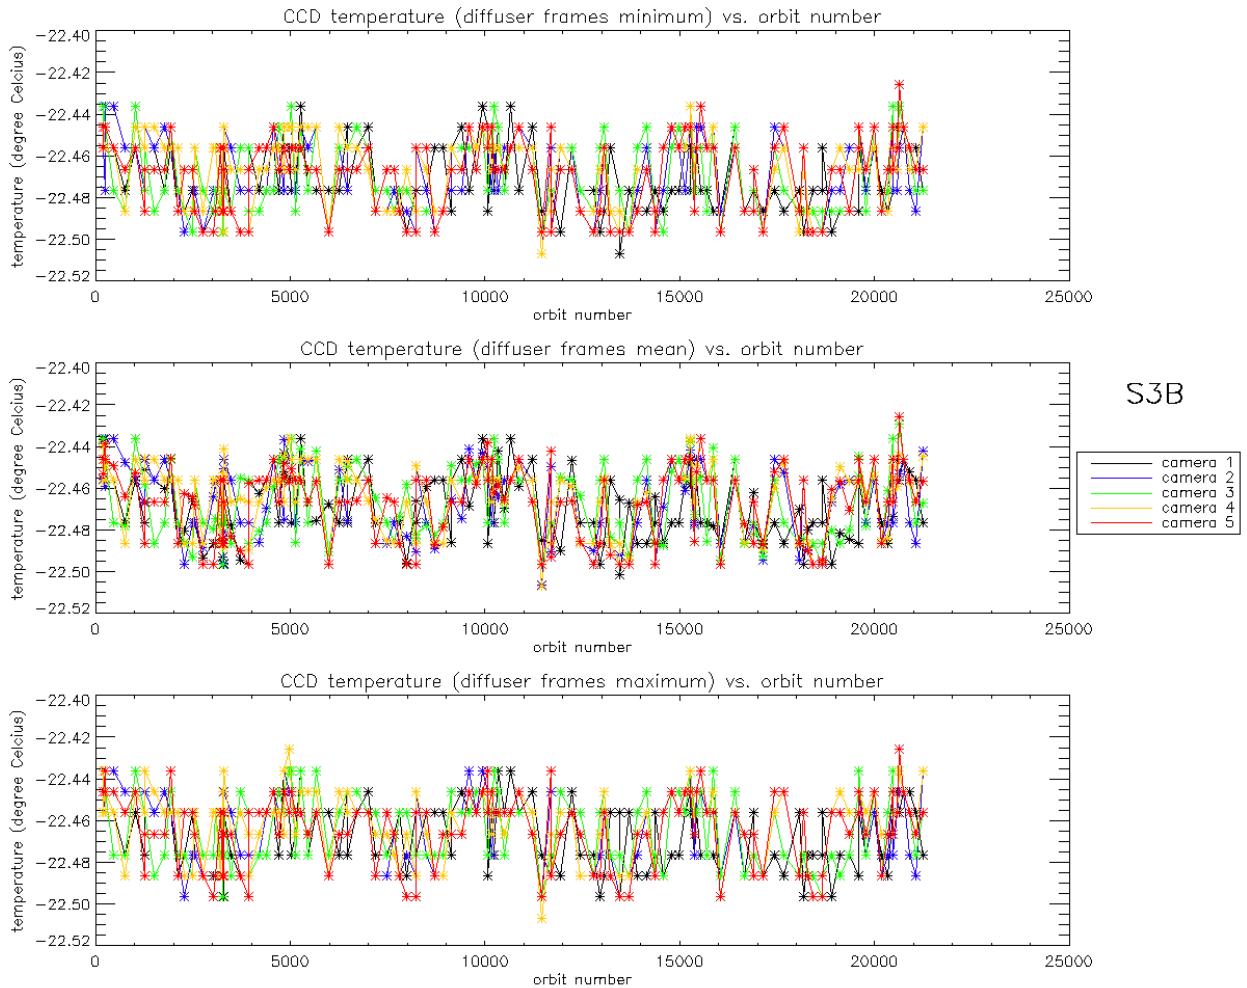 CCD temperature (diffuser frames minimum) vs. orbit number
temperature (degree Celcius)
-22.40
-22.42
-22.44
-22.46
-22.48
-22.50
-22.52
0 5000 10000 15000 20000 25000
orbit number
CCD temperature (diffuser frames mean) vs. orbit number
temperature (degree Celcius)
-22.40
-22.42
-22.44
-22.46
-22.48
-22.50
-22.52
0 5000 10000 15000 20000 25000
orbit number
S3B
camera 1
camera 2
camera 3
camera 4
camera 5
CCD temperature (diffuser frames maximum) vs. orbit number
temperature (degree Celcius)
-22.40
-22.42
-22.44
-22.46
-22.48
-22.50
-22.52
0 5000 10000 15000 20000 25000
orbit number